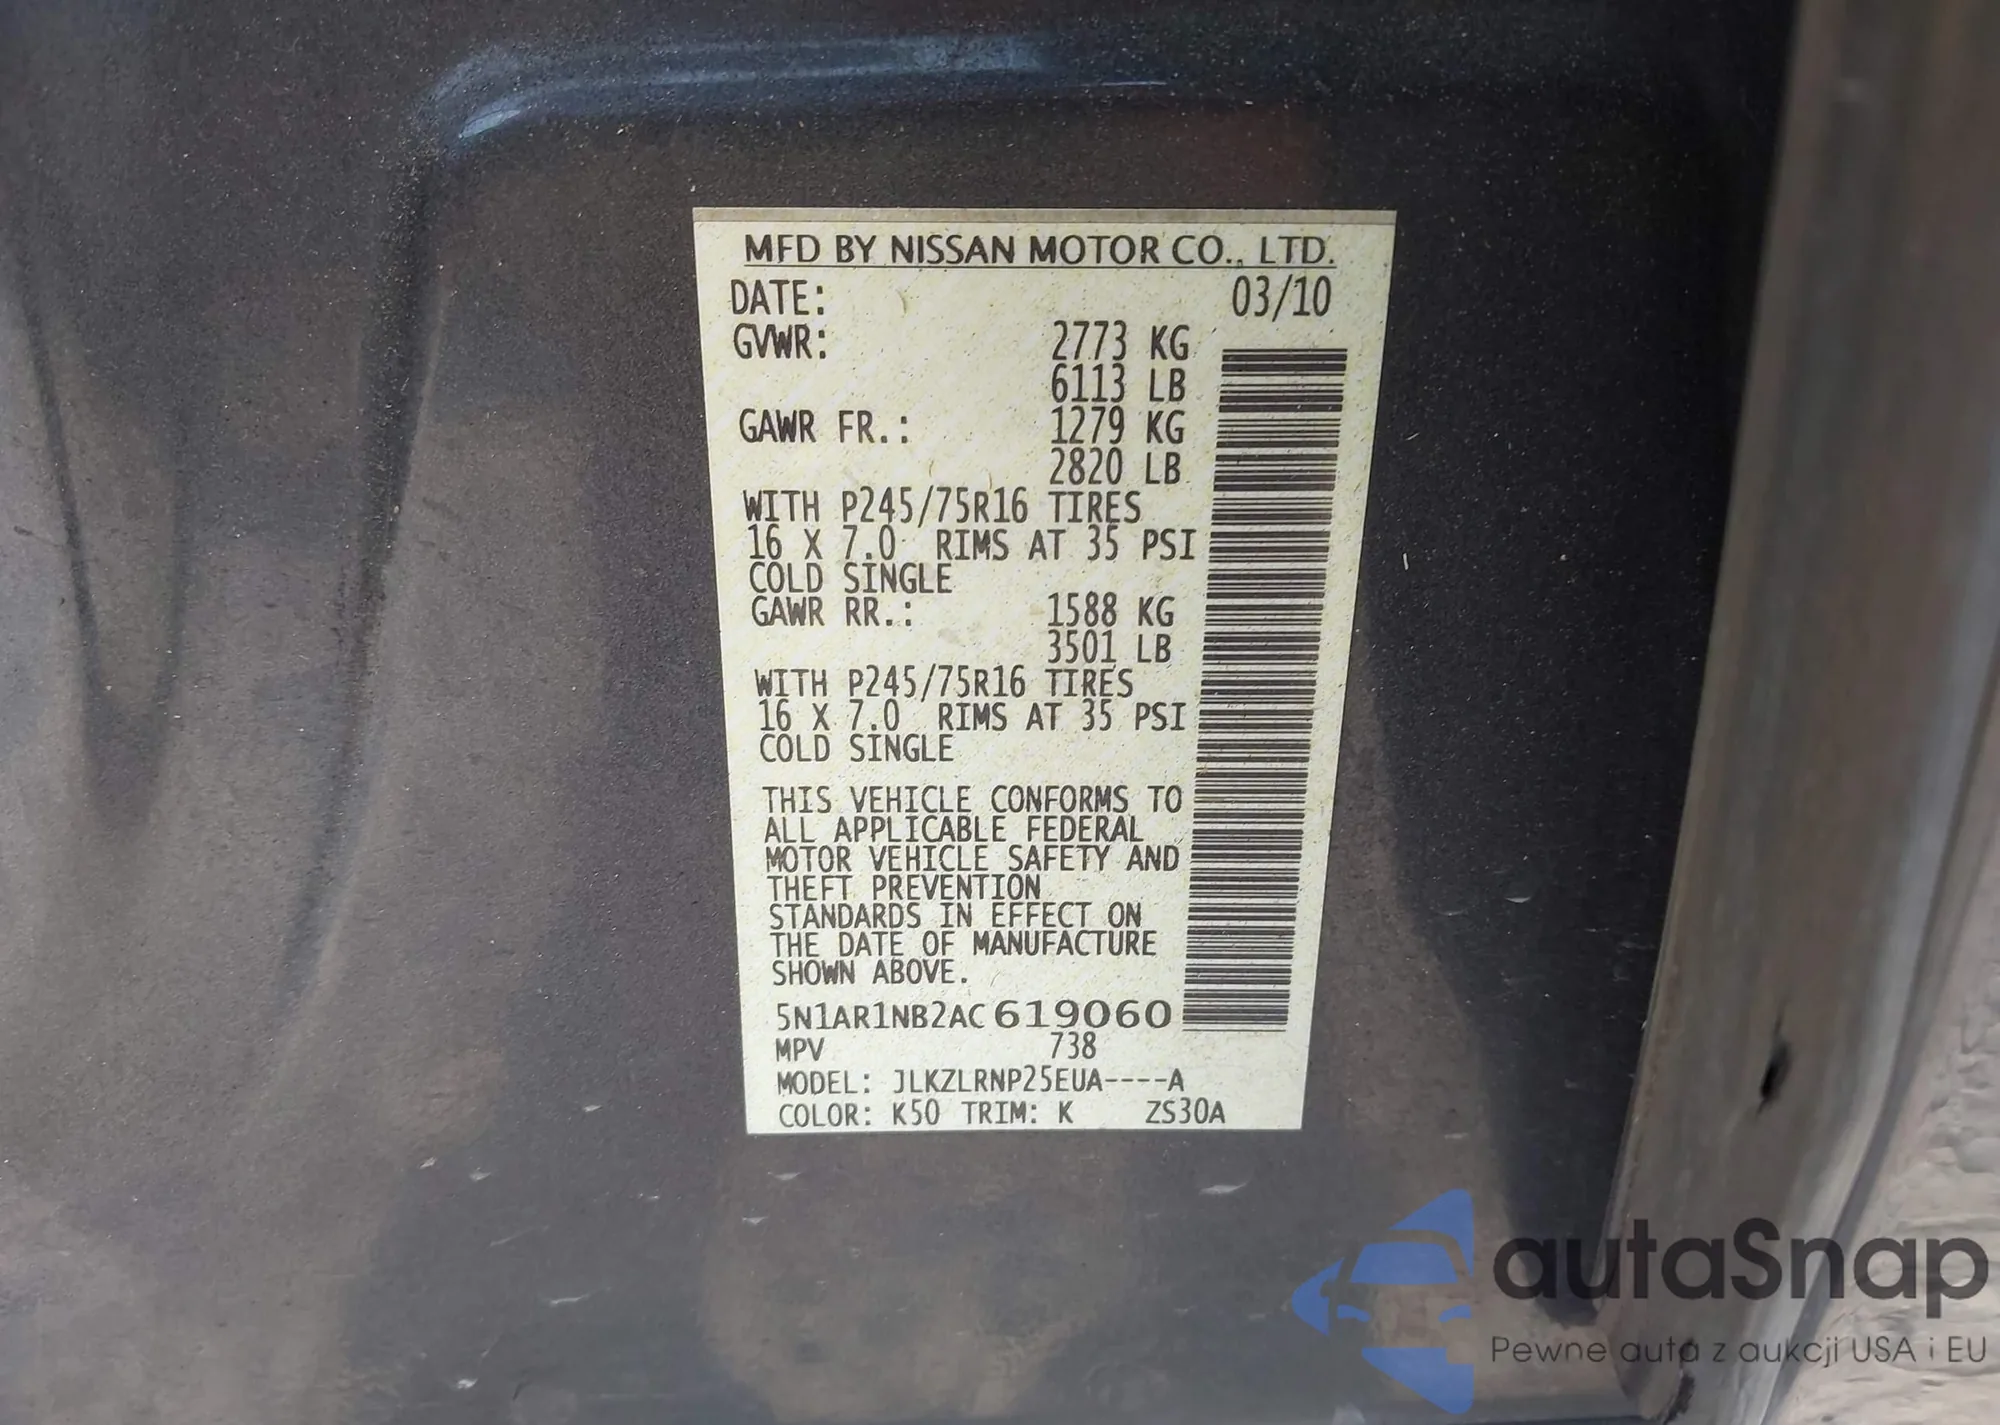 MFD BY NISSAN MOTOR CO., LTD.
DATE: 03/10
GVWR: 2773 KG
6113 LB
GAWR FR.: 1279 KG
2820 LB
WITH P245/75R16 TIRES
16 X 7.0 RIMS AT 35 PSI
COLD SINGLE
GAWR RR.: 1588 KG
3501 LB
WITH P245/75R16 TIRES
16 X 7.0 RIMS AT 35 PSI
COLD SINGLE
THIS VEHICLE CONFORMS TO
ALL APPLICABLE FEDERAL
MOTOR VEHICLE SAFETY AND
THEFT PREVENTION
STANDARDS IN EFFECT ON
THE DATE OF MANUFACTURE
SHOWN ABOVE.
5N1AR1NB2AC619060
MPV 738
MODEL: JLKZLRNP25EUA----A
COLOR: K50 TRIM: K ZS30A
autaSnap
Pewne auta z aukcji USA i EU